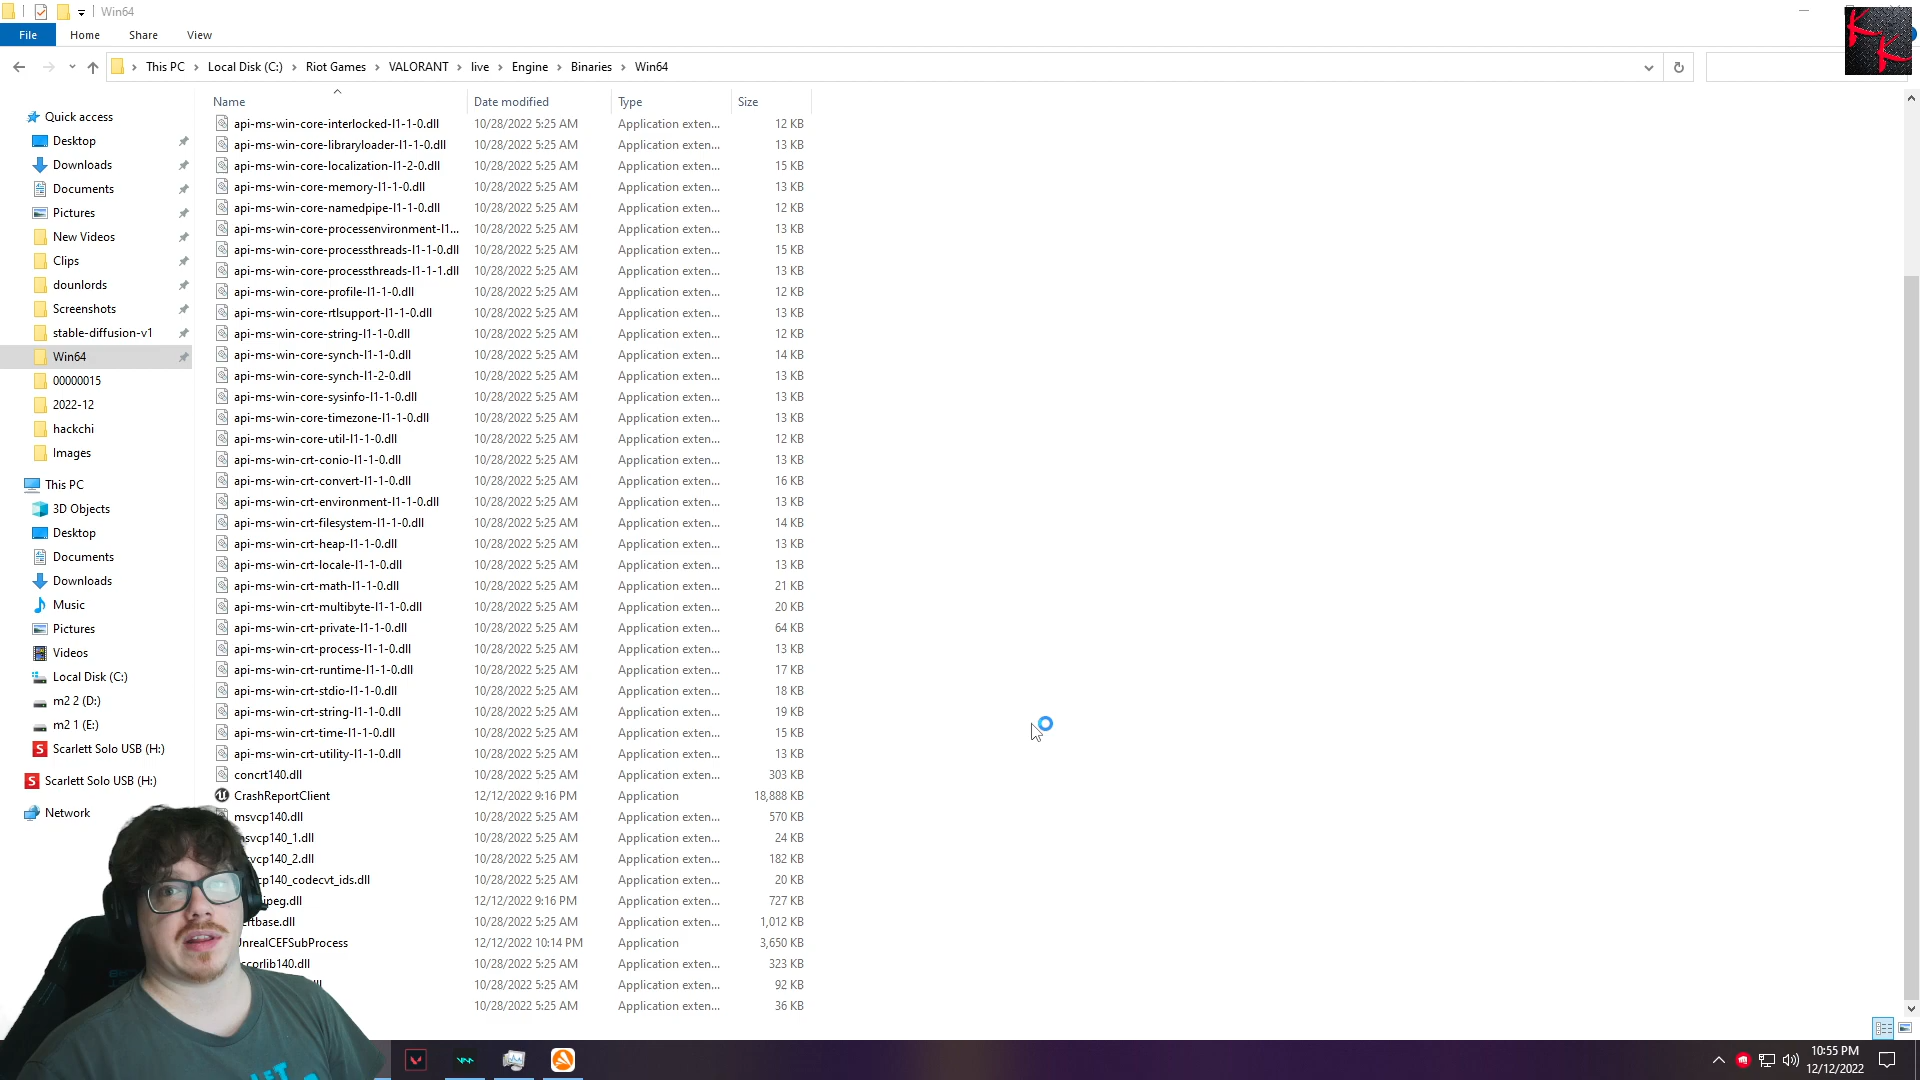 Win64
File Home Share View
This PC Local Disk (C:) Riot Games VALORANT live Engine Binaries Win64
KK
Name Date modified Type Size
Quick access
Desktop
Downloads
Documents
Pictures
New Videos
Clips
dounlords
Screenshots
stable-diffusion-v1
Win64
00000015
2022-12
hackchi
Images
This PC
3D Objects
Desktop
Documents
Downloads
Music
Pictures
Videos
Local Disk (C:)
m2 2 (D:)
m2 1 (E:)
Scarlett Solo USB (H:)
Scarlett Solo USB (H:)
Network
api-ms-win-core-interlocked-l1-1-0.dll 10/28/2022 5:25 AM Application exten... 12 KB
api-ms-win-core-libraryloader-l1-1-0.dll 10/28/2022 5:25 AM Application exten... 13 KB
api-ms-win-core-localization-l1-2-0.dll 10/28/2022 5:25 AM Application exten... 15 KB
api-ms-win-core-memory-l1-1-0.dll 10/28/2022 5:25 AM Application exten... 13 KB
api-ms-win-core-namedpipe-l1-1-0.dll 10/28/2022 5:25 AM Application exten... 12 KB
api-ms-win-core-processenvironment-l1... 10/28/2022 5:25 AM Application exten... 13 KB
api-ms-win-core-processthreads-l1-1-0.dll 10/28/2022 5:25 AM Application exten... 15 KB
api-ms-win-core-processthreads-l1-1-1.dll 10/28/2022 5:25 AM Application exten... 13 KB
api-ms-win-core-profile-l1-1-0.dll 10/28/2022 5:25 AM Application exten... 12 KB
api-ms-win-core-rtlsupport-l1-1-0.dll 10/28/2022 5:25 AM Application exten... 13 KB
api-ms-win-core-string-l1-1-0.dll 10/28/2022 5:25 AM Application exten... 12 KB
api-ms-win-core-synch-l1-1-0.dll 10/28/2022 5:25 AM Application exten... 14 KB
api-ms-win-core-synch-l1-2-0.dll 10/28/2022 5:25 AM Application exten... 13 KB
api-ms-win-core-sysinfo-l1-1-0.dll 10/28/2022 5:25 AM Application exten... 13 KB
api-ms-win-core-timezone-l1-1-0.dll 10/28/2022 5:25 AM Application exten... 13 KB
api-ms-win-core-util-l1-1-0.dll 10/28/2022 5:25 AM Application exten... 12 KB
api-ms-win-crt-conio-l1-1-0.dll 10/28/2022 5:25 AM Application exten... 13 KB
api-ms-win-crt-convert-l1-1-0.dll 10/28/2022 5:25 AM Application exten... 16 KB
api-ms-win-crt-environment-l1-1-0.dll 10/28/2022 5:25 AM Application exten... 13 KB
api-ms-win-crt-filesystem-l1-1-0.dll 10/28/2022 5:25 AM Application exten... 14 KB
api-ms-win-crt-heap-l1-1-0.dll 10/28/2022 5:25 AM Application exten... 13 KB
api-ms-win-crt-locale-l1-1-0.dll 10/28/2022 5:25 AM Application exten... 13 KB
api-ms-win-crt-math-l1-1-0.dll 10/28/2022 5:25 AM Application exten... 21 KB
api-ms-win-crt-multibyte-l1-1-0.dll 10/28/2022 5:25 AM Application exten... 20 KB
api-ms-win-crt-private-l1-1-0.dll 10/28/2022 5:25 AM Application exten... 64 KB
api-ms-win-crt-process-l1-1-0.dll 10/28/2022 5:25 AM Application exten... 13 KB
api-ms-win-crt-runtime-l1-1-0.dll 10/28/2022 5:25 AM Application exten... 17 KB
api-ms-win-crt-stdio-l1-1-0.dll 10/28/2022 5:25 AM Application exten... 18 KB
api-ms-win-crt-string-l1-1-0.dll 10/28/2022 5:25 AM Application exten... 19 KB
api-ms-win-crt-time-l1-1-0.dll 10/28/2022 5:25 AM Application exten... 15 KB
api-ms-win-crt-utility-l1-1-0.dll 10/28/2022 5:25 AM Application exten... 13 KB
concrt140.dll 10/28/2022 5:25 AM Application exten... 303 KB
CrashReportClient 12/12/2022 9:16 PM Application 18,888 KB
msvcp140.dll 10/28/2022 5:25 AM Application exten... 570 KB
svcp140_1.dll 10/28/2022 5:25 AM Application exten... 24 KB
vcp140_2.dll 10/28/2022 5:25 AM Application exten... 182 KB
cp140_codecvt_ids.dll 10/28/2022 5:25 AM Application exten... 20 KB
jpeg.dll 12/12/2022 9:16 PM Application exten... 727 KB
rtbase.dll 10/28/2022 5:25 AM Application exten... 1,012 KB
UnrealCEFSubProcess 12/12/2022 10:14 PM Application 3,650 KB
ccorlib140.dll 10/28/2022 5:25 AM Application exten... 323 KB
10/28/2022 5:25 AM Application exten... 92 KB
10/28/2022 5:25 AM Application exten... 36 KB
10:55 PM
12/12/2022